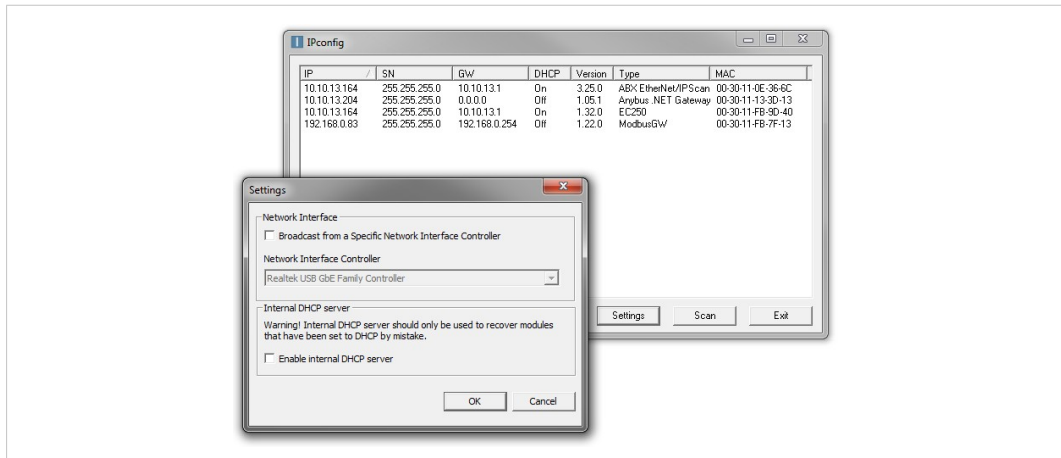 IPconfig
IP / SN GW DHCP Version Type MAC
10.10.13.164 255.255.255.0 10.10.13.1 On 3.25.0 ABX EtherNet/IPScan 00-30-11-0E-36-6C
10.10.13.204 255.255.255.0 0.0.0.0 Off 1.05.1 Anybus .NET Gateway 00-30-11-13-3D-13
10.10.13.164 255.255.255.0 10.10.13.1 On 1.32.0 EC250 00-30-11-FB-9D-40
192.168.0.83 255.255.255.0 192.168.0.254 Off 1.22.0 ModbusGW 00-30-11-FB-7F-13
Settings Scan Exit
Settings
Network Interface
Broadcast from a Specific Network Interface Controller
Network Interface Controller
Realtek USB GbE Family Controller
Internal DHCP server
Warning! Internal DHCP server should only be used to recover modules
that have been set to DHCP by mistake.
Enable internal DHCP server
OK Cancel